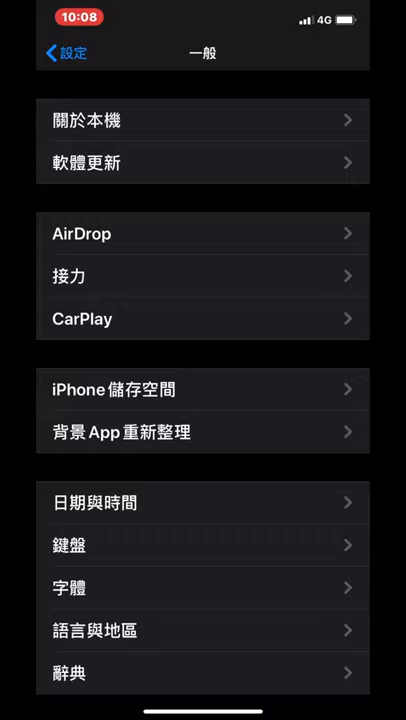 10:08
4G
設定
一般
關於本機
軟體更新
AirDrop
接力
CarPlay
iPhone儲存空間
背景App重新整理
日期與時間
鍵盤
字體
語言與地區
辭典